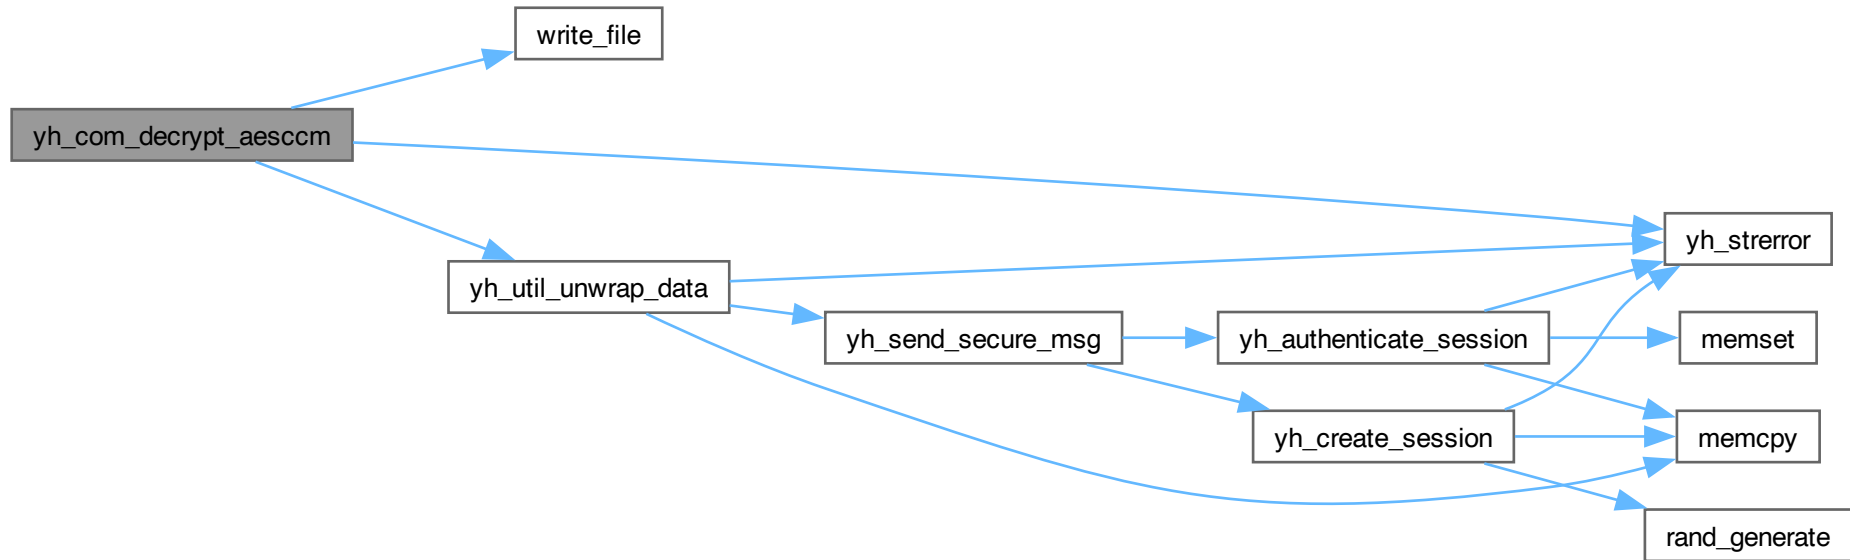 write_file
yh_com_decrypt_aesccm
yh_strerror
yh_util_unwrap_data
yh_send_secure_msg
yh_authenticate_session
memset
yh_create_session
memcpy
rand_generate